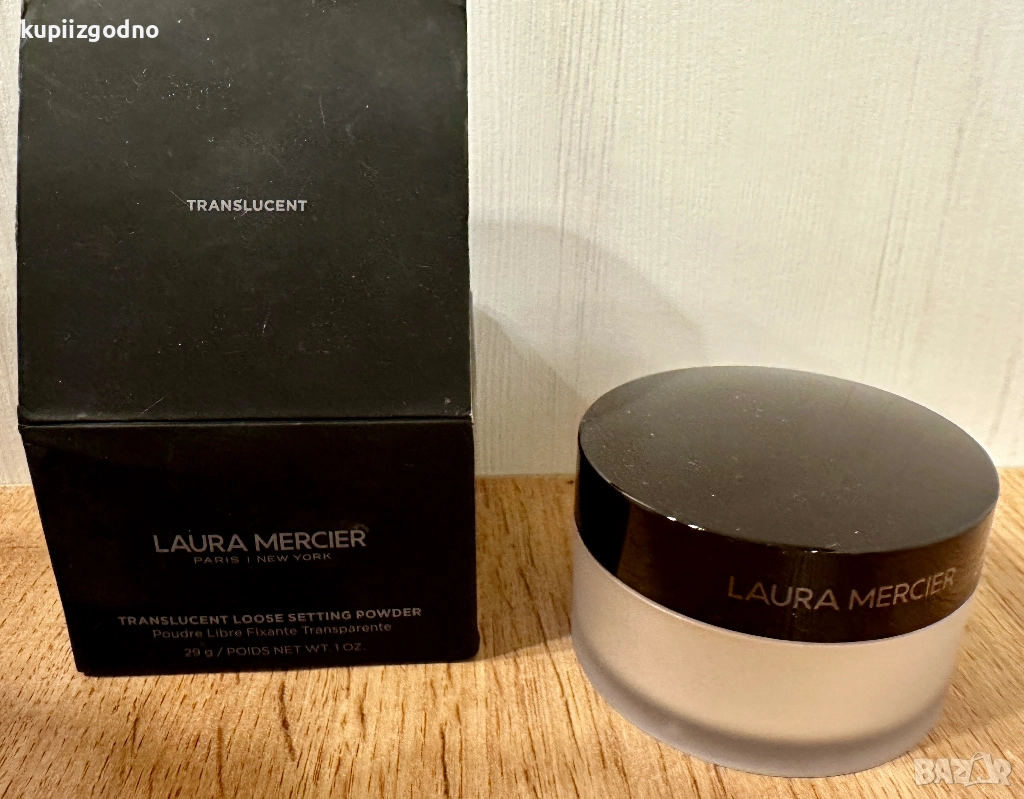 kupiizgodno
TRANSLUCENT
LAURA MERCIER
PARIS | NEW YORK
TRANSLUCENT LOOSE SETTING POWDER
Poudre Libre Fixante Transparente
29 g / POIDS NET WT. 1 OZ.
LAURA MERCIER
BAZAR